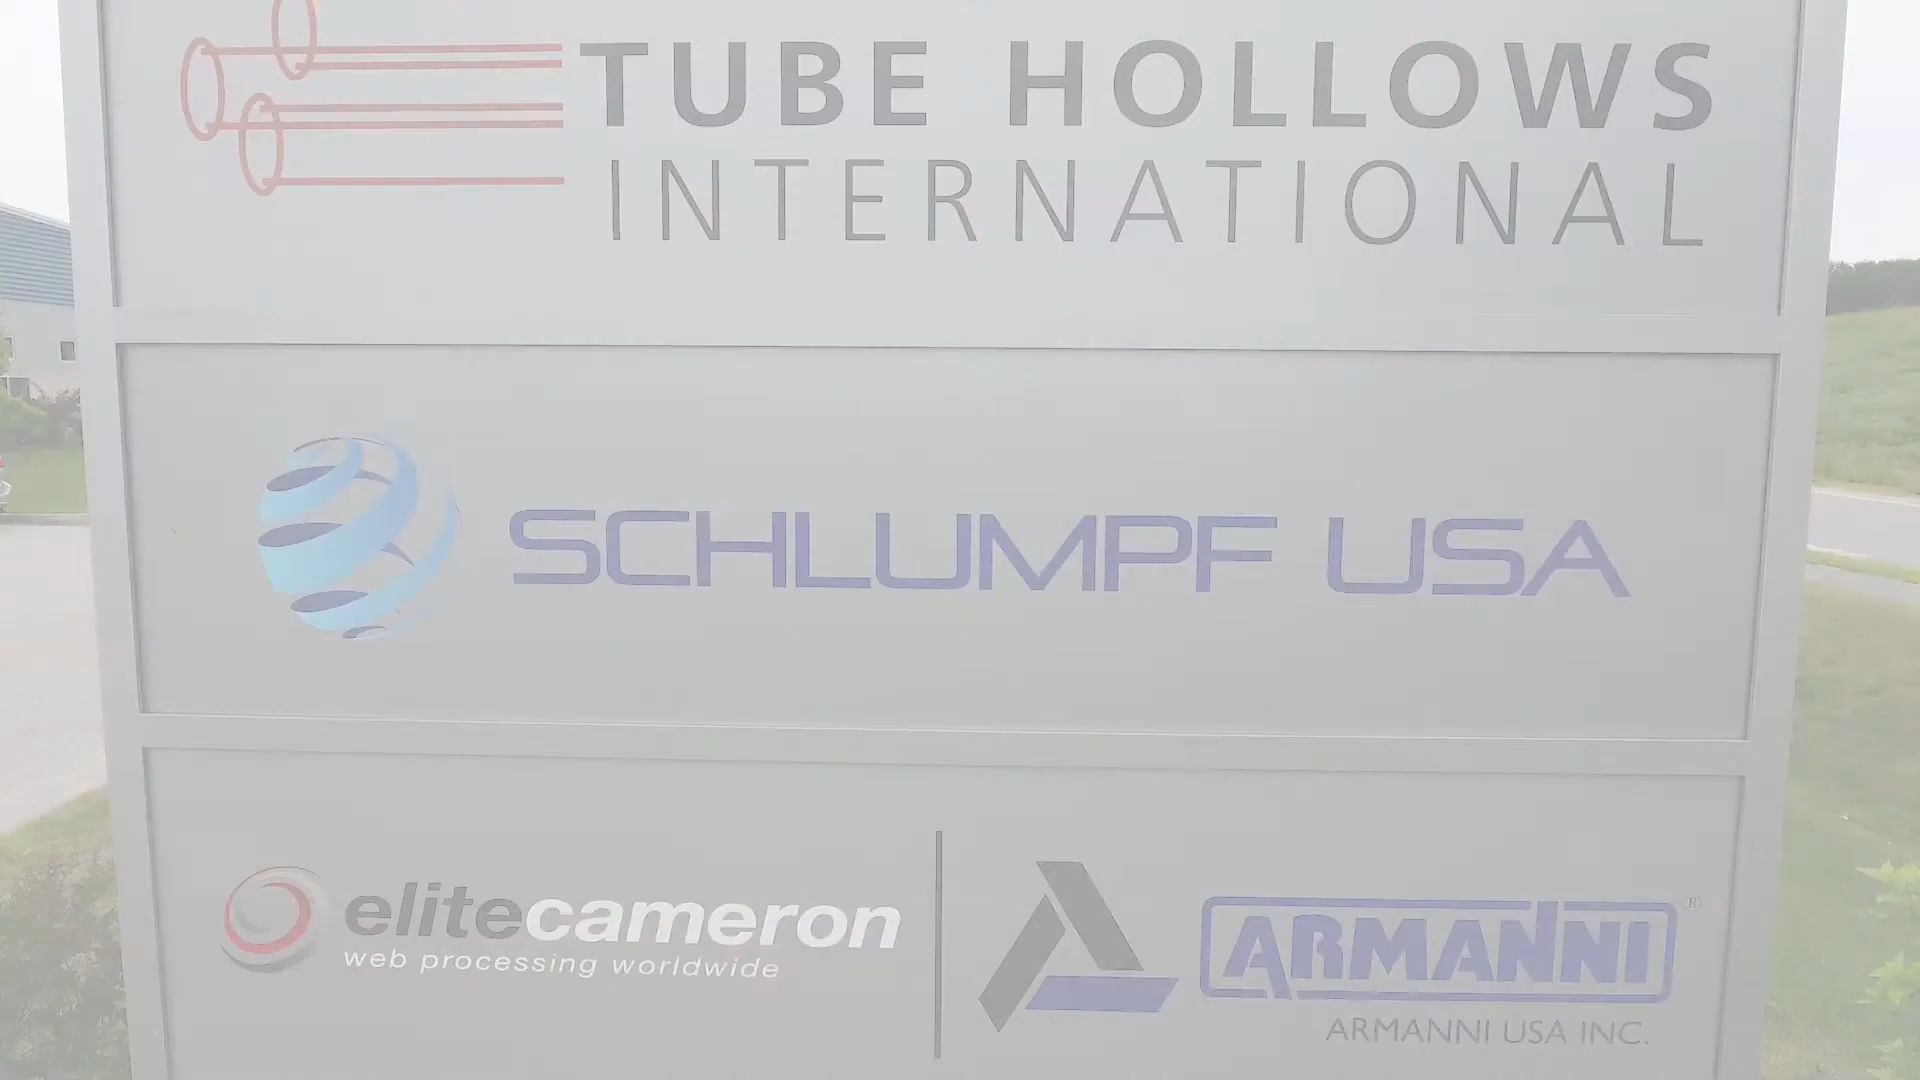 TUBE HOLLOWS
INTERNATIONAL
SCHLUMPF USA
elitecameron
web processing worldwide
ARMANNI®
ARMANNI USA INC.